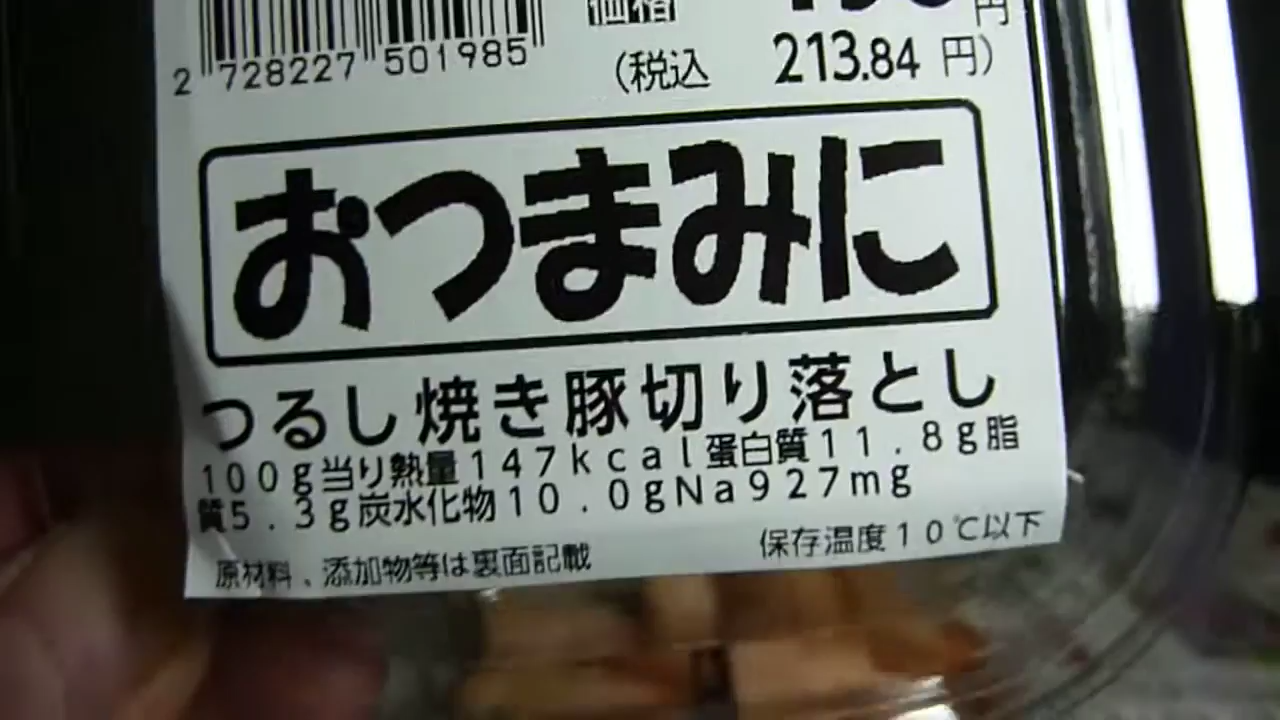 価格 198円
2 728227 501985
(税込 213.84 円)
おつまみに
つるし焼き豚切り落とし
100g当り熱量147kcal蛋白質11.8g脂
質5.3g炭水化物10.0gNa927mg
原材料、添加物等は裏面記載
保存温度10℃以下